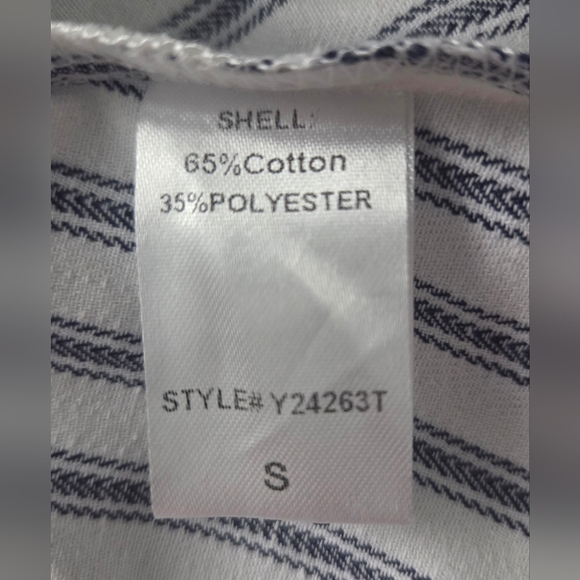 SHELL:
65%Cotton
35%POLYESTER
STYLE# Y24263T
S